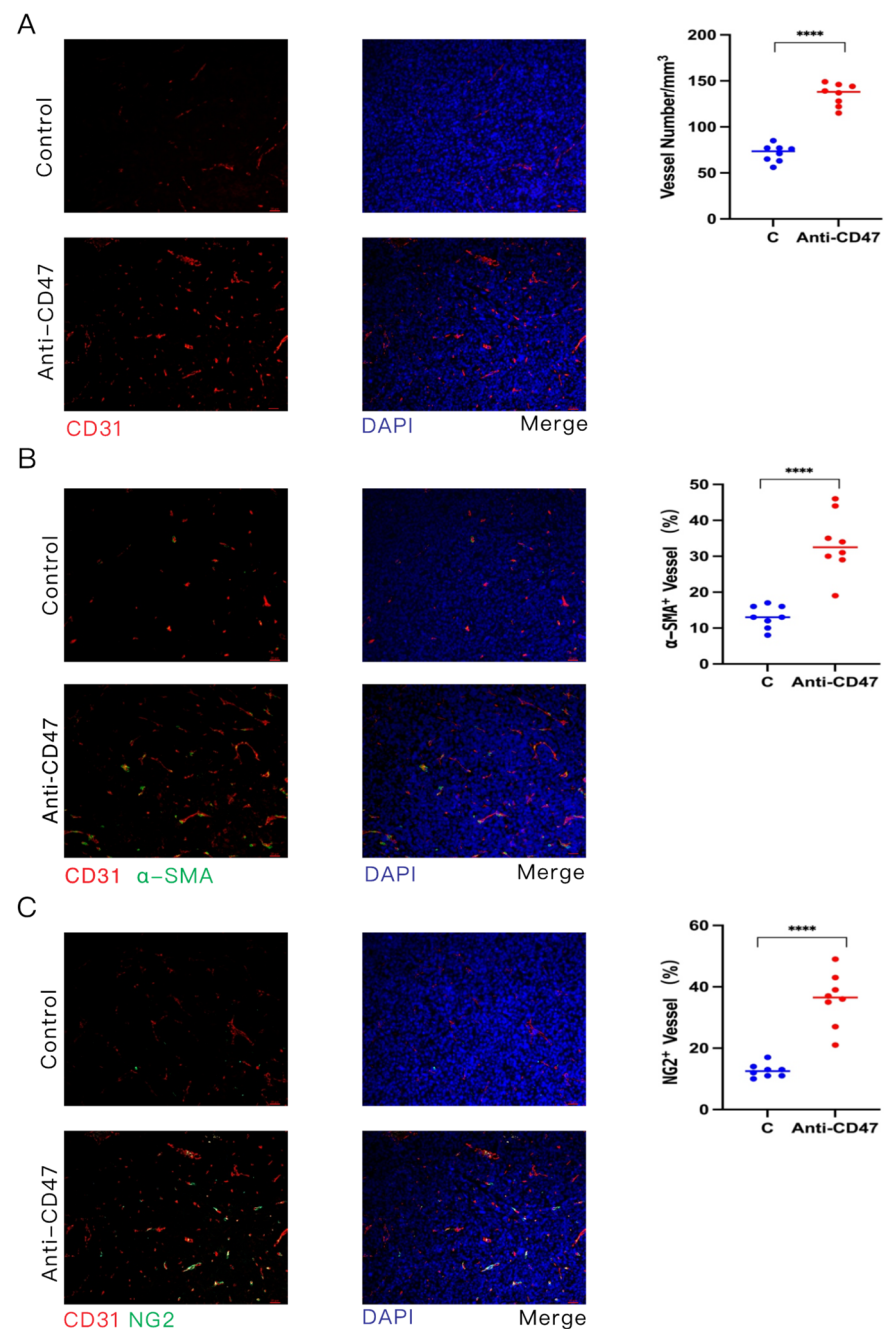 A
Control
Anti-CD47
CD31
DAPI
Merge
Vessel Number/mm³
200
150
100
50
0
****
C
Anti-CD47
B
Control
Anti-CD47
CD31 α-SMA
DAPI
Merge
α-SMA⁺ Vessel (%)
50
40
30
20
10
0
****
C
Anti-CD47
C
Control
Anti-CD47
CD31 NG2
DAPI
Merge
NG2⁺ Vessel (%)
60
40
20
0
****
C
Anti-CD47